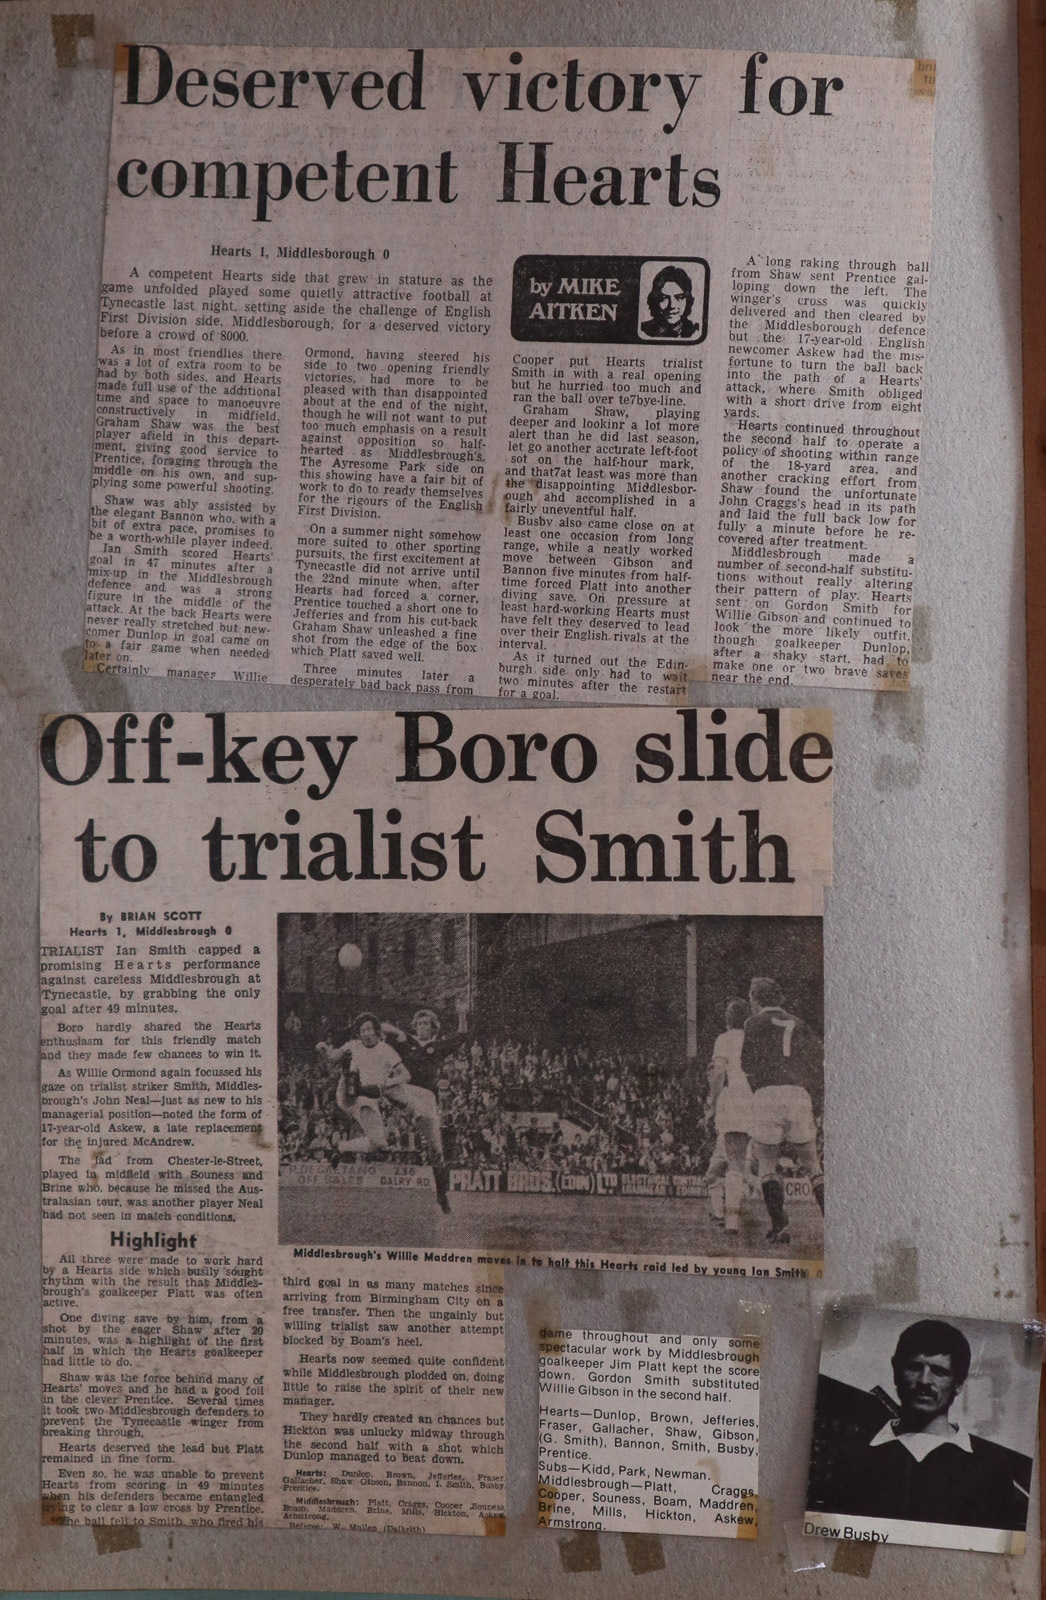 Deserved victory for
competent Hearts
Hearts 1, Middlesborough 0
A competent Hearts side that grew in stature as the
game unfolded played some quietly attractive football at
Tynecastle last night, setting aside the challenge of English
First Division side, Middlesborough, for a deserved victory
before a crowd of 8000.
As in most friendlies there
was a lot of extra room to be
had by both sides, and Hearts
made full use of the additional
time and space to manoeuvre
constructively in midfield.
Graham Shaw was the best
player afield in this depart-
ment, giving good service to
Prentice, foraging through the
middle on his own, and sup-
plying some powerful shooting.
Shaw was ably assisted by
the elegant Bannon who, with a
bit of extra pace, promises to
be a worth-while player indeed.
Ian Smith scored Hearts'
goal in 47 minutes after a
mix-up in the Middlesbrough
defence and was a strong
figure in the middle of the
attack. At the back Hearts were
never really stretched but new-
comer Dunlop in goal came on
to a fair game when needed
later on.
Certainly manager Willie
Ormond, having steered his
side to two opening friendly
victories, had more to be
pleased with than disappointed
about at the end of the night,
though he will not want to put
too much emphasis on a result
against opposition so half-
hearted as Middlesbrough's.
The Ayresome Park side on
this showing have a fair bit of
work to do to ready themselves
for the rigours of the English
First Division.
On a summer night somehow
more suited to other sporting
pursuits, the first excitement at
Tynecastle did not arrive until
the 22nd minute when, after
Hearts had forced a corner,
Prentice touched a short one to
Jefferies and from his cut-back
Graham Shaw unleashed a fine
shot from the edge of the box
which Platt saved well.
Three minutes later a
desperately bad back pass from
by MIKE
AITKEN
Cooper put Hearts trialist
Smith in with a real opening
but he hurried too much and
ran the ball over te7bye-line.
Graham Shaw, playing
deeper and lookinr a lot more
alert than he did last season,
let go another accurate left-foot
sot on the half-hour mark,
and that7at least was more than
the disappointing Middlesbor-
ough ahd accomplished in a
fairly uneventful half.
Busby also came close on at
least one occasion from long
range, while a neatly worked
move between Gibson and
Bannon five minutes from half-
time forced Platt into another
diving save. On pressure at
least hard-working Hearts must
have felt they deserved to lead
over their English rivals at the
interval.
As it turned out the Edin-
burgh side only had to wait
two minutes after the restart
for a goal.
A long raking through ball
from Shaw sent Prentice gal-
loping down the left. The
winger's cross was quickly
delivered and then cleared by
the Middlesborough defence
but the 17-year-old English
newcomer Askew had the mis-
fortune to turn the ball back
into the path of a Hearts'
attack, where Smith obliged
with a short drive from eight
yards.
Hearts continued throughout
the second half to operate a
policy of shooting within range
of the 18-yard area, and
another cracking effort from
Shaw found the unfortunate
John Craggs's head in its path
and laid the full back low for
fully a minute before he re-
covered after treatment.
Middlesbrough made a
number of second-half substitu-
tions without really altering
their pattern of play. Hearts
sent on Gordon Smith for
Willie Gibson and continued to
look the more likely outfit,
though goalkeeper Dunlop,
after a shaky start, had to
make one or two brave saves
near the end.
Off-key Boro slide
to trialist Smith
By BRIAN SCOTT
Hearts 1, Middlesbrough 0
TRIALIST Ian Smith capped a
promising Hearts performance
against careless Middlesbrough at
Tynecastle, by grabbing the only
goal after 49 minutes.
Boro hardly shared the Hearts
enthusiasm for this friendly match
and they made few chances to win it.
As Willie Ormond again focussed his
gaze on trialist striker Smith, Middles-
brough's John Neal—just as new to his
managerial position—noted the form of
17-year-old Askew, a late replacement
for the injured McAndrew.
The lad from Chester-le-Street,
played in midfield with Souness and
Brine who, because he missed the Aus-
tralasian tour, was another player Neal
had not seen in match conditions.
Highlight
All three were made to work hard
by a Hearts side which busily sought
rhythm with the result that Middles-
brough's goalkeeper Platt was often
active.
One diving save by him, from a
shot by the eager Shaw after 20
minutes, was a highlight of the first
half in which the Hearts goalkeeper
had little to do.
Shaw was the force behind many of
Hearts' moves and he had a good foil
in the clever Prentice. Several times
it took two Middlesbrough defenders to
prevent the Tynecastle winger from
breaking through.
Hearts deserved the lead but Platt
remained in fine form.
Even so, he was unable to prevent
Hearts from scoring in 49 minutes
when his defenders became entangled
trying to clear a low cross by Prentice.
The ball fell to Smith, who fired his
7
OFF SALES DALRY RD
PRATT BROS. (EDIN) LTD
CRO
Middlesbrough's Willie Maddren moves in to halt this Hearts raid led by young Ian Smith
third goal in as many matches since
arriving from Birmingham City on a
free transfer. Then the ungainly but
willing trialist saw another attempt
blocked by Boam's heel.
Hearts now seemed quite confident
while Middlesbrough plodded on, doing
little to raise the spirit of their new
manager.
They hardly created an chances but
Hickton was unlucky midway through
the second half with a shot which
Dunlop managed to beat down.
Hearts: Dunlop, Brown, Jefferies, Fraser,
Gallacher, Shaw, Gibson, Bannon, I. Smith, Busby
Prentice.
Middlesbrough: Platt, Craggs, Cooper, Souness,
Boam, Maddren, Brine, Mills, Hickton, Askew,
Armstrong.
Referee: W. Mullen (Dalkeith)
game throughout and only some
spectacular work by Middlesbrough
goalkeeper Jim Platt kept the score
down. Gordon Smith substituted
Willie Gibson in the second half.
Hearts—Dunlop, Brown, Jefferies,
Fraser, Gallacher, Shaw, Gibson,
(G. Smith), Bannon, Smith, Busby,
Prentice.
Subs—Kidd, Park, Newman.
Middlesbrough—Platt, Craggs,
Cooper, Souness, Boam, Maddren,
Brine, Mills, Hickton, Askew,
Armstrong.
Drew Busby